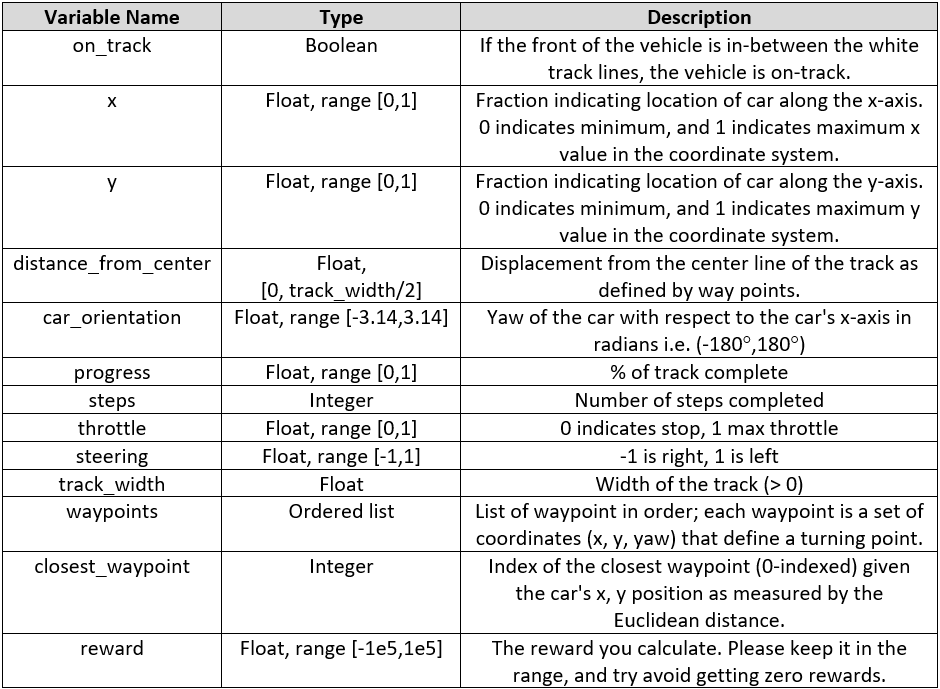 Variable Name Type Description
on_track Boolean If the front of the vehicle is in-between the white
track lines, the vehicle is on-track.
x Float, range [0,1] Fraction indicating location of car along the x-axis.
0 indicates minimum, and 1 indicates maximum x
value in the coordinate system.
y Float, range [0,1] Fraction indicating location of car along the y-axis.
0 indicates minimum, and 1 indicates maximum y
value in the coordinate system.
distance_from_center Float, Displacement from the center line of the track as
[0, track_width/2] defined by way points.
car_orientation Float, range [-3.14,3.14] Yaw of the car with respect to the car's x-axis in
radians i.e. (-180°,180°)
progress Float, range [0,1] % of track complete
steps Integer Number of steps completed
throttle Float, range [0,1] 0 indicates stop, 1 max throttle
steering Float, range [-1,1] -1 is right, 1 is left
track_width Float Width of the track (> 0)
waypoints Ordered list List of waypoint in order; each waypoint is a set of
coordinates (x, y, yaw) that define a turning point.
closest_waypoint Integer Index of the closest waypoint (0-indexed) given
the car's x, y position as measured by the
Euclidean distance.
reward Float, range [-1e5,1e5] The reward you calculate. Please keep it in the
range, and try avoid getting zero rewards.